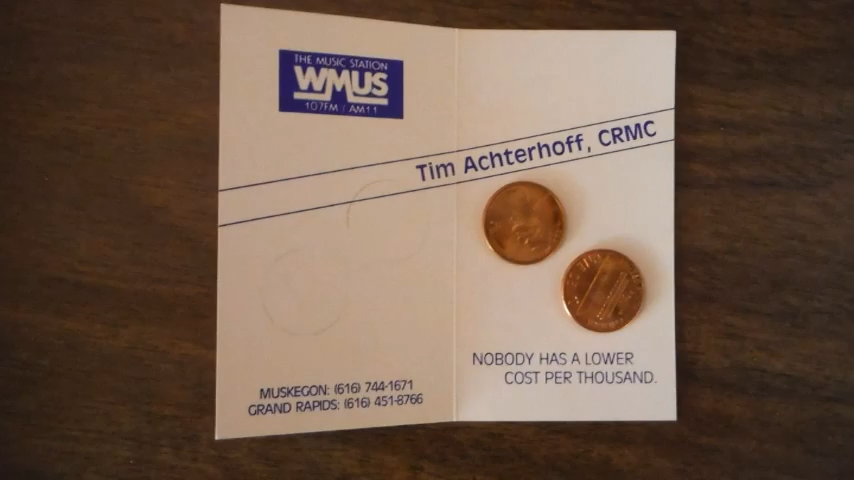 THE MUSIC STATION
WMUS
107FM / AM11
Tim Achterhoff, CRMC
NOBODY HAS A LOWER
COST PER THOUSAND.
MUSKEGON: (616) 744-1671
GRAND RAPIDS: (616) 451-8766